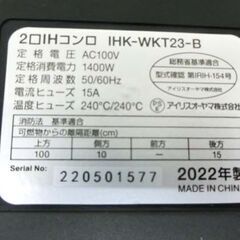 2口IHコンロ IHK-WKT23-B
定格電圧 AC100V
定格消費電力 1400W
定格周波数 50/60Hz
電流ヒューズ 15A
温度ヒューズ 240℃/240℃
総務省基準適合
型式確認 第IRIH-154号
アイリスオーヤマ株式会社
消防法 基準適合
アイリスオーヤマ株式会社
可燃物からの離隔距離(cm)
上方 側方 前方 後方
100 10 － 15
Serial No.: 220501577
2022年製